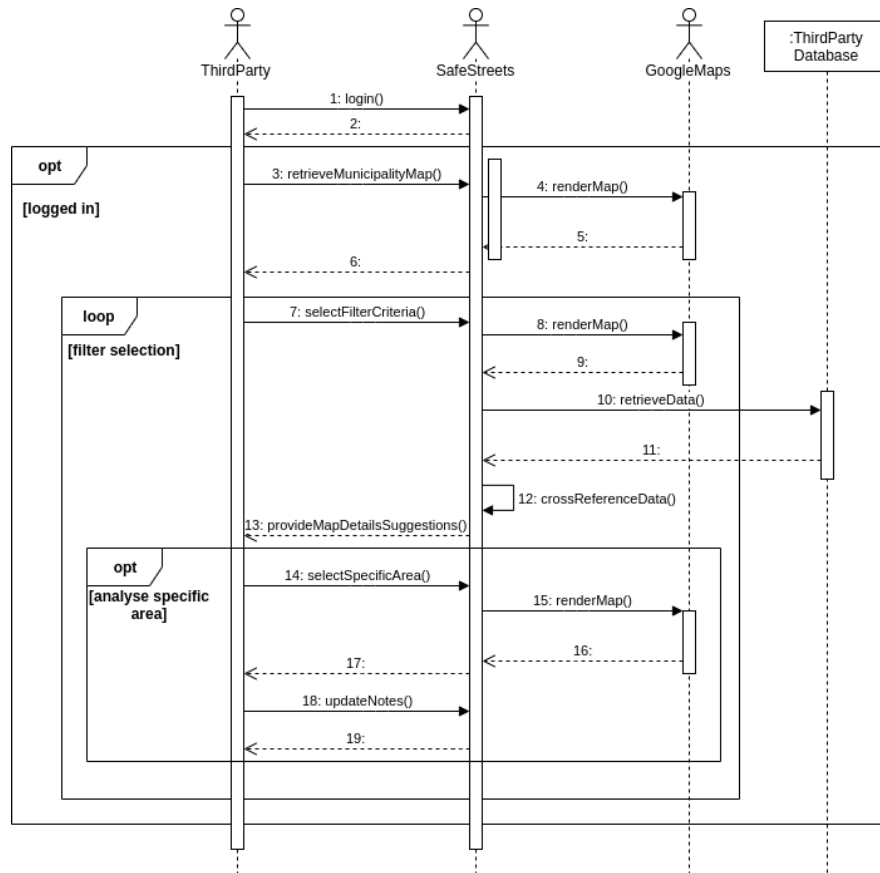 :ThirdParty
Database
ThirdParty
SafeStreets
GoogleMaps
1: login()
2:
opt
3: retrieveMunicipalityMap()
4: renderMap()
[logged in]
5:
6:
loop
7: selectFilterCriteria()
8: renderMap()
[filter selection]
9:
10: retrieveData()
11:
12: crossReferenceData()
13: provideMapDetailsSuggestions()
opt
14: selectSpecificArea()
[analyse specific
area]
15: renderMap()
16:
17:
18: updateNotes()
19: